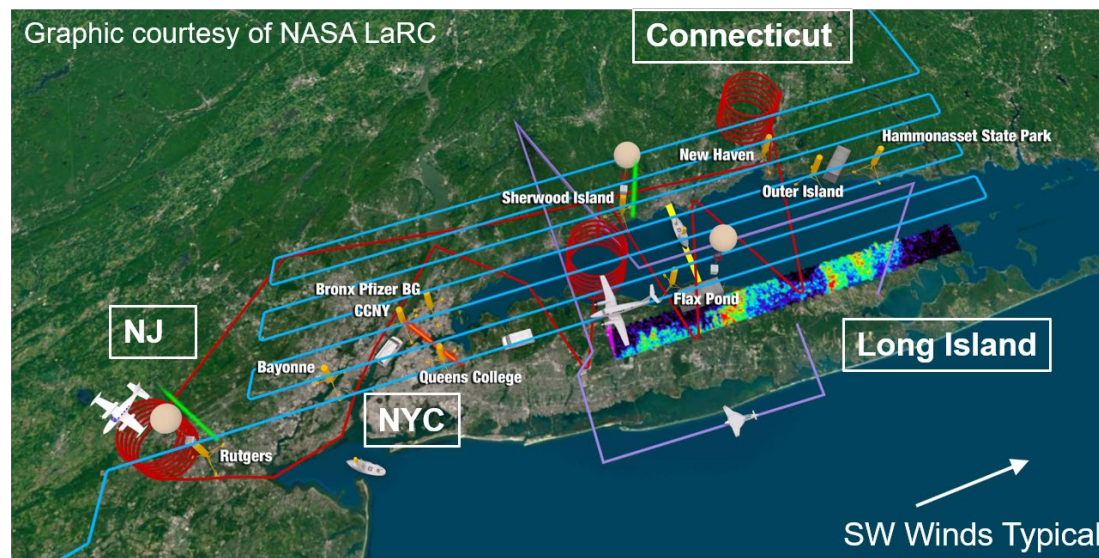 Graphic courtesy of NASA LaRC
Connecticut
Hammonasset State Park
New Haven
Outer Island
Sherwood Island
Bronx Pfizer BG
Flax Pond
CCNY
NJ
Long Island
Bayonne
Queens College
NYC
Rutgers
SW Winds Typical